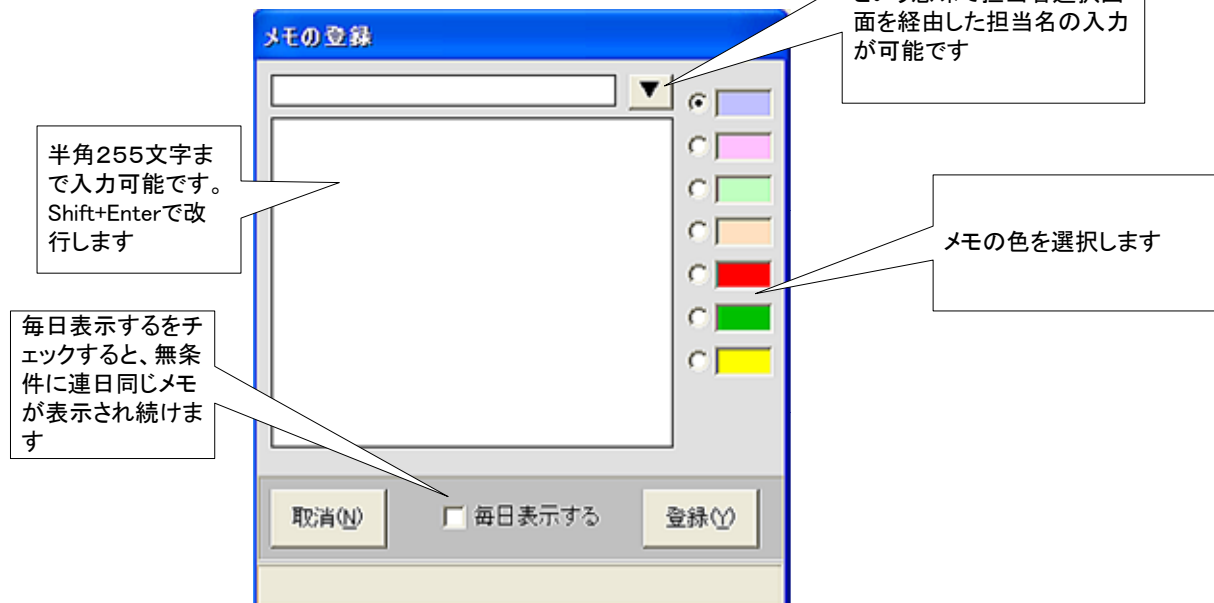 面を経由した担当名の入力
が可能です
メモの登録
半角255文字ま
で入力可能です。
Shift+Enterで改
行します
メモの色を選択します
毎日表示するをチ
ェックすると、無条
件に連日同じメモ
が表示され続けま
す
取消(N)
毎日表示する
登録(Y)